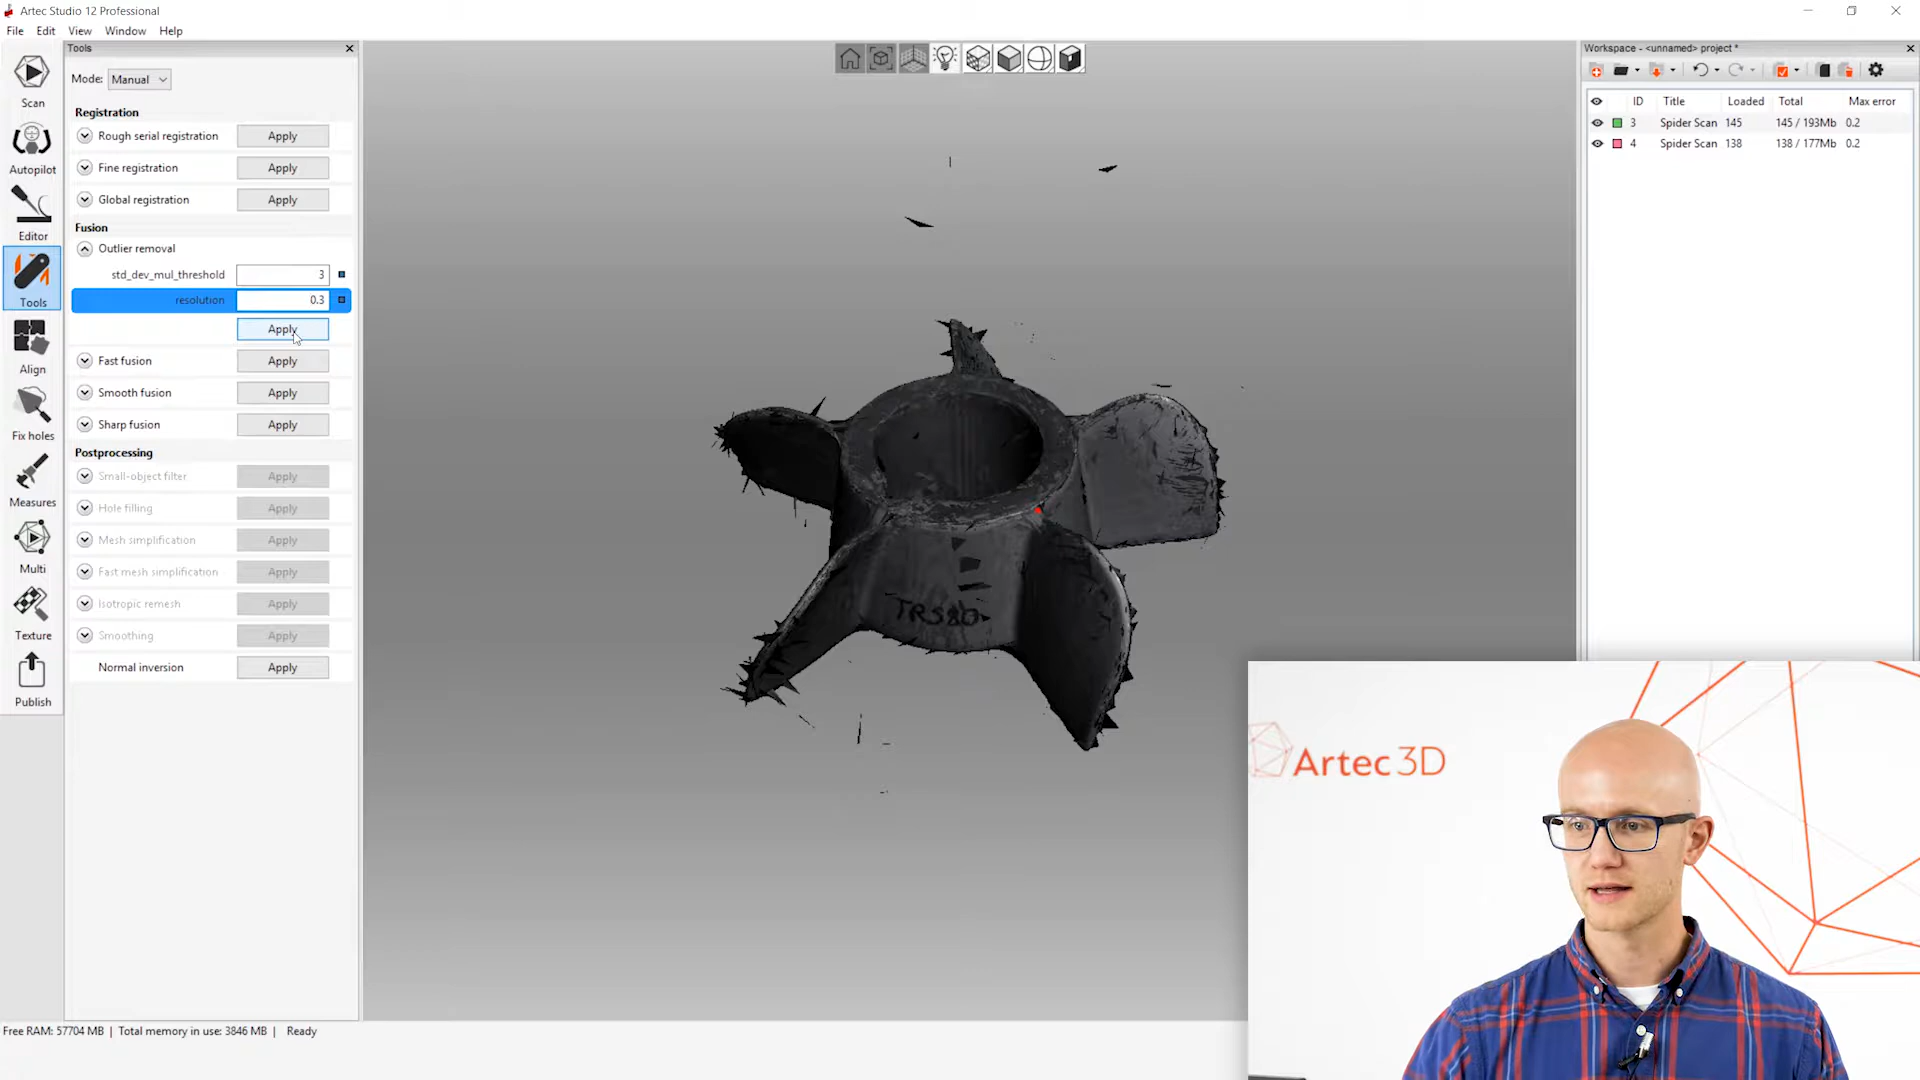 Artec Studio 12 Professional
File Edit View Window Help
Tools
Mode: Manual
Registration
Rough serial registration Apply
Fine registration Apply
Global registration Apply
Fusion
Outlier removal
std_dev_mul_threshold 3
resolution 0.3
Apply
Fast fusion Apply
Smooth fusion Apply
Sharp fusion Apply
Postprocessing
Small-object filter Apply
Hole filling Apply
Mesh simplification Apply
Fast mesh simplification Apply
Isotropic remesh Apply
Smoothing Apply
Normal inversion Apply
Scan
Autopilot
Editor
Tools
Align
Fix holes
Measures
Multi
Texture
Publish
TRS80
Workspace - <unnamed> project *
ID Title Loaded Total Max error
3 Spider Scan 145 145 / 193Mb 0.2
4 Spider Scan 138 138 / 177Mb 0.2
Artec 3D
Free RAM: 57704 MB | Total memory in use: 3846 MB | Ready